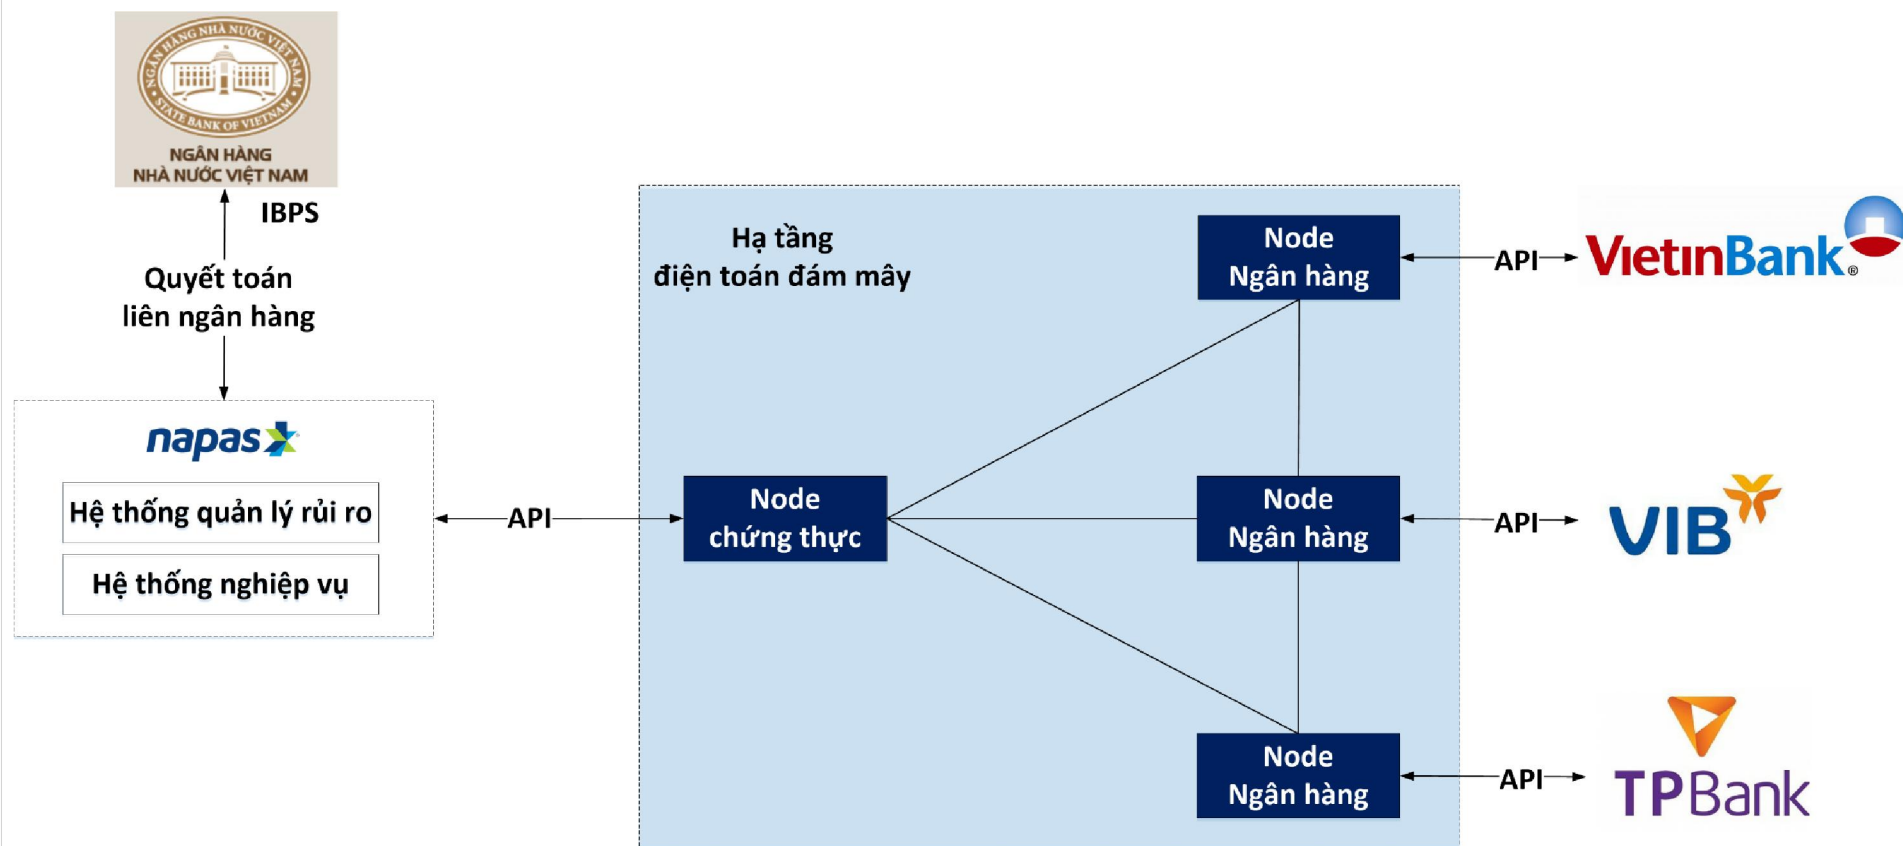 NGÂN HÀNG NHÀ NƯỚC VIỆT NAM
STATE BANK OF VIETNAM
NGÂN HÀNG
NHÀ NƯỚC VIỆT NAM
IBPS
Quyết toán
liên ngân hàng
napas
Hệ thống quản lý rủi ro
Hệ thống nghiệp vụ
API
Hạ tầng
điện toán đám mây
Node
chứng thực
Node
Ngân hàng
API
VIETINBank®
Node
Ngân hàng
API
VIB
Node
Ngân hàng
API
TPBank